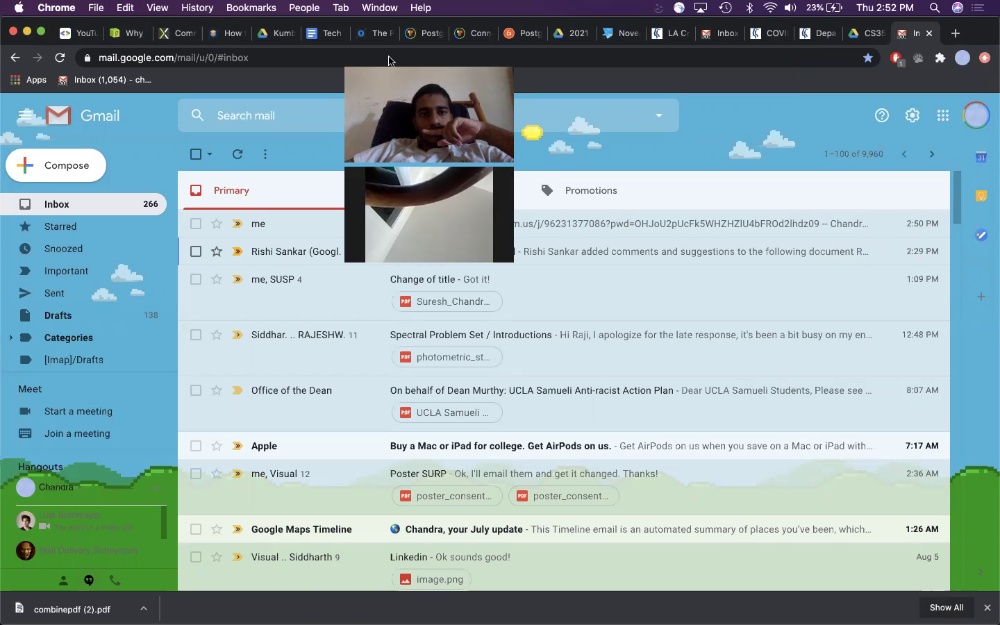 Chrome File Edit View History Bookmarks People Tab Window Help 23% Thu 2:52 PM
YouTu Why Comr How Kumb Tech The F Postg Conn Postg 2021 Nove LA C Inbox COVI Depa CS35 In
mail.google.com/mail/u/0/#inbox
Apps Inbox (1,054) - ch...
Gmail Search mail
Compose 1–100 of 9,960
Primary Promotions
Inbox 266
Starred
Snoozed
Important
Sent
Drafts 138
Categories
[Imap]/Drafts
Meet
Start a meeting
Join a meeting
Hangouts
Chandra
me m.us/j/96231377086?pwd=OHJoU2pUcFk5WHZHZlU4bFROd2lhdz09 -- Chandr... 2:50 PM
Rishi Sankar (Googl. - Rishi Sankar added comments and suggestions to the following document R... 2:29 PM
me, SUSP 4 Change of title - Got it! 1:09 PM
PDF Suresh_Chandr...
Siddhar. .. RAJESHW. 11 Spectral Problem Set / Introductions - Hi Raji, I apologize for the late response, it's been a bit busy on my en... 12:48 PM
PDF photometric_st...
Office of the Dean On behalf of Dean Murthy: UCLA Samueli Anti-racist Action Plan - Dear UCLA Samueli Students, Please see ... 8:07 AM
PDF UCLA Samueli ...
Apple Buy a Mac or iPad for college. Get AirPods on us. - Get AirPods on us when you save on a Mac or iPad with... 7:17 AM
me, Visual 12 Poster SURP - Ok, I'll email them and get it changed. Thanks! 2:36 AM
PDF poster_consent... PDF poster_consent...
Google Maps Timeline Chandra, your July update - This Timeline email is an automated summary of places you've been, which... 1:26 AM
Visual .. Siddharth 9 Linkedin - Ok sounds good! Aug 5
image.png
combinepdf (2).pdf Show All